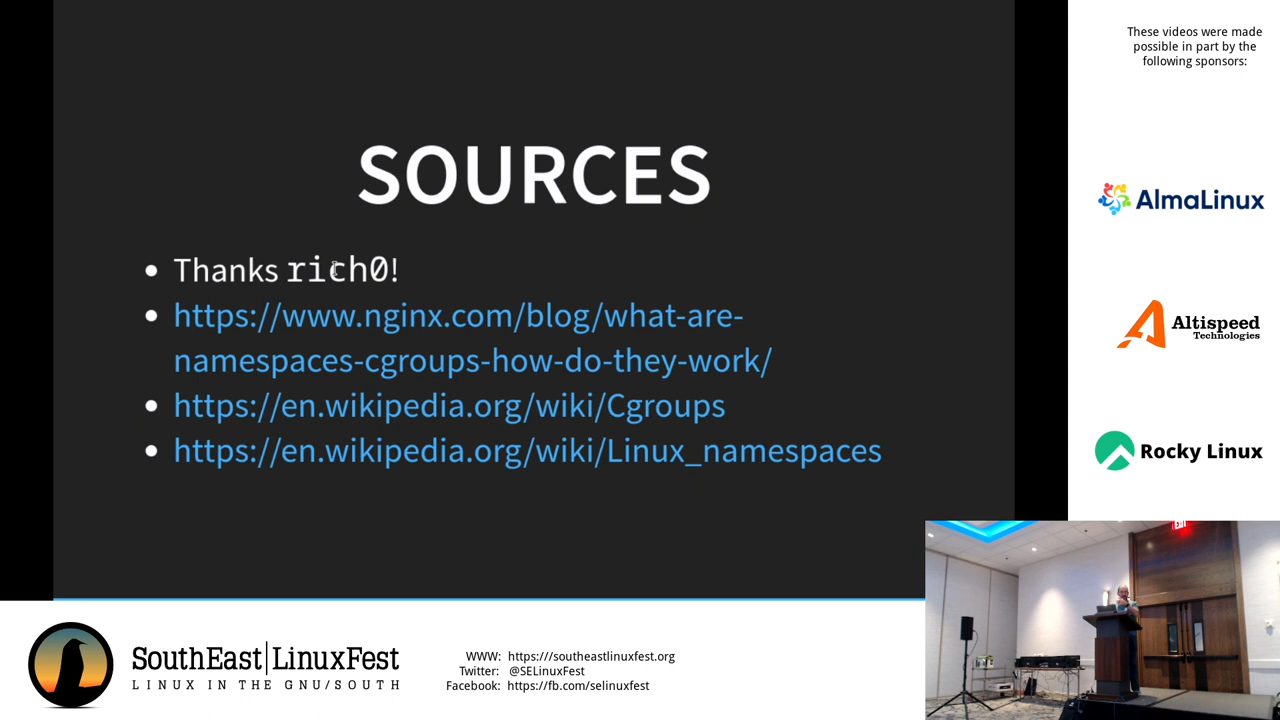 SOURCES
Thanks rich0!
https://www.nginx.com/blog/what-are-
namespaces-cgroups-how-do-they-work/
https://en.wikipedia.org/wiki/Cgroups
https://en.wikipedia.org/wiki/Linux_namespaces
These videos were made
possible in part by the
following sponsors:
AlmaLinux
Altispeed
Technologies
Rocky Linux
EXIT
SouthEast|LinuxFest
LINUX IN THE GNU/SOUTH
WWW: https://southeastlinuxfest.org
Twitter: @SELinuxFest
Facebook: https://fb.com/selinuxfest